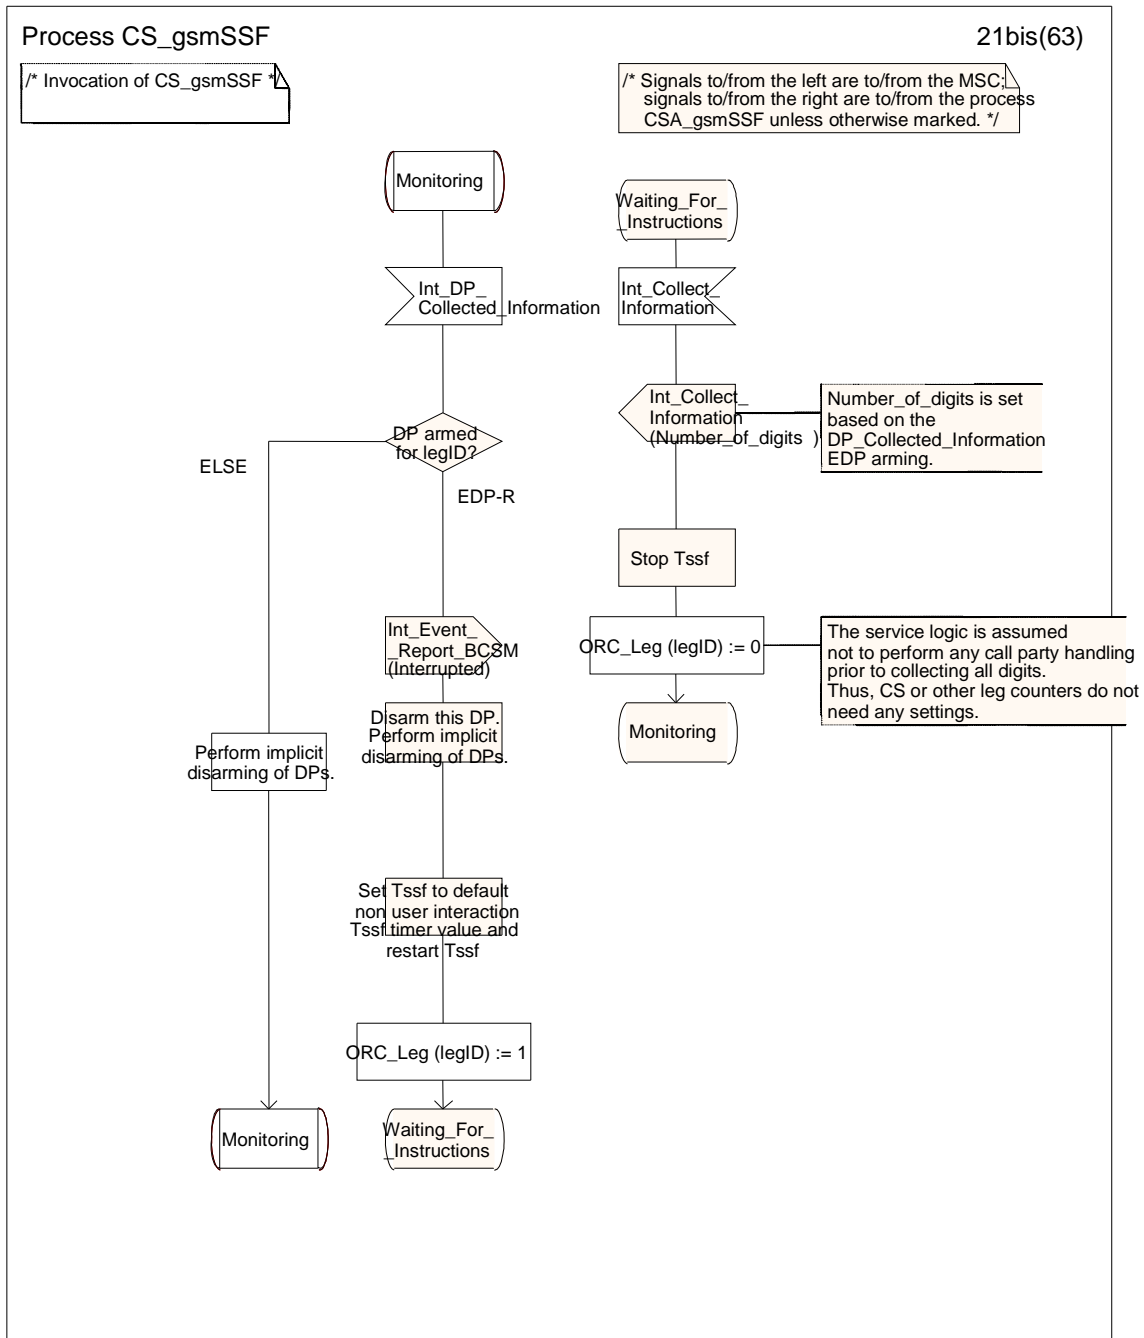 Process CS_gsmSSF
21bis(63)
/* Invocation of CS_gsmSSF */
/* Signals to/from the left are to/from the MSC;
signals to/from the right are to/from the process
CSA_gsmSSF unless otherwise marked. */
Monitoring
Int_DP_
Collected_Information
DP armed
for legID?
ELSE
EDP-R
Int_Event_
_Report_BCSM
(Interrupted)
Disarm this DP.
Perform implicit
disarming of DPs.
Perform implicit
disarming of DPs.
Set Tssf to default
non user interaction
Tssf timer value and
restart Tssf
ORC_Leg (legID) := 1
Monitoring
Waiting_For_
_Instructions
Waiting_For_
_Instructions
Int_Collect_
Information
Int_Collect_
Information
(Number_of_digits )
Number_of_digits is set
based on the
DP_Collected_Information
EDP arming.
Stop Tssf
ORC_Leg (legID) := 0
The service logic is assumed
not to perform any call party handling
prior to collecting all digits.
Thus, CS or other leg counters do not
need any settings.
Monitoring